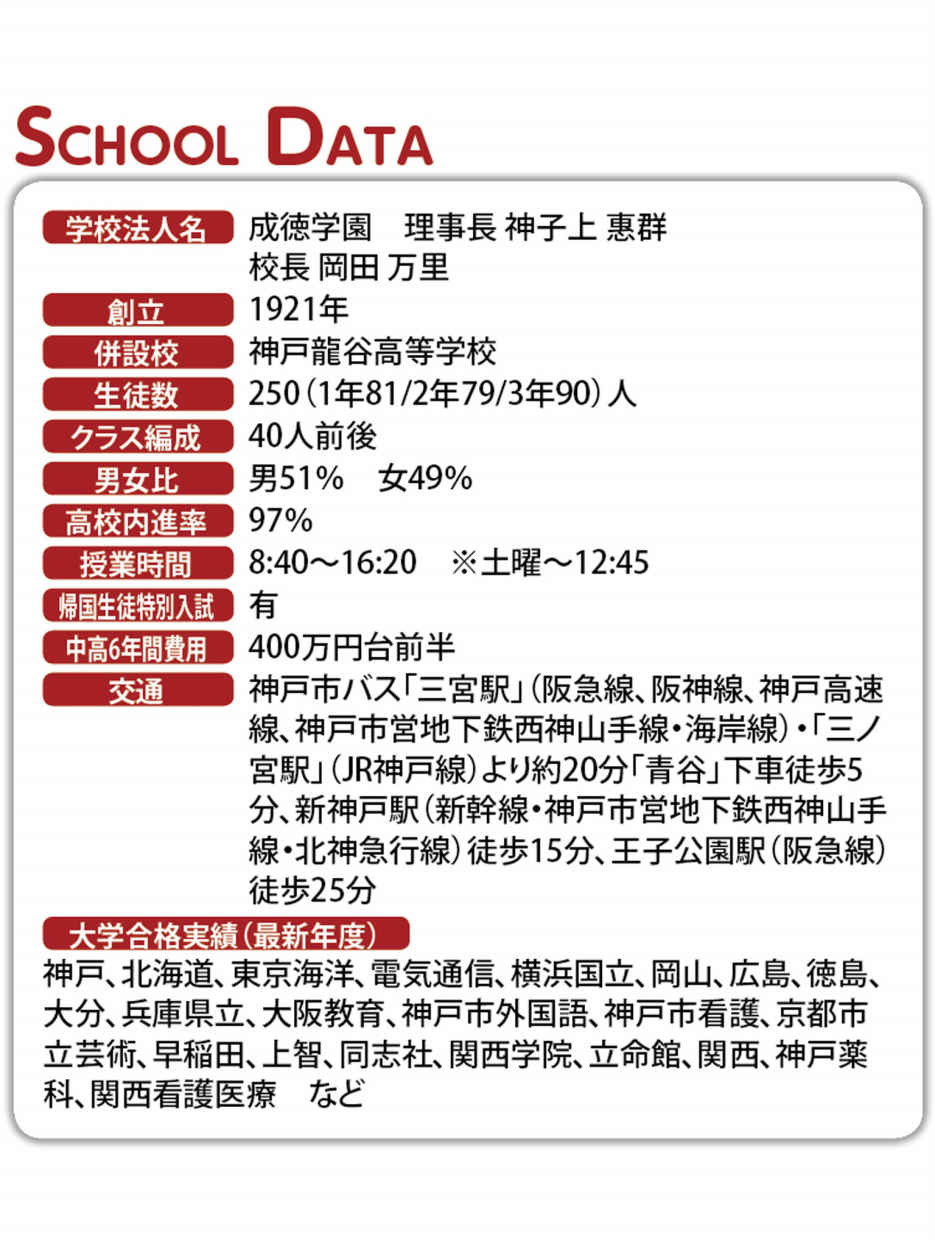 SCHOOL DATA
学校法人名 成徳学園　理事長 神子上 惠群
校長 岡田 万里
創立 1921年
併設校 神戸龍谷高等学校
生徒数 250（1年81/2年79/3年90）人
クラス編成 40人前後
男女比 男51%　女49%
高校内進率 97%
授業時間 8:40〜16:20　※土曜〜12:45
帰国生徒特別入試 有
中高6年間費用 400万円台前半
交通 神戸市バス「三宮駅」（阪急線、阪神線、神戸高速
線、神戸市営地下鉄西神山手線・海岸線）・「三ノ
宮駅」（JR神戸線）より約20分「青谷」下車徒歩5
分、新神戸駅（新幹線・神戸市営地下鉄西神山手
線・北神急行線）徒歩15分、王子公園駅（阪急線）
徒歩25分
大学合格実績（最新年度）
神戸、北海道、東京海洋、電気通信、横浜国立、岡山、広島、徳島、
大分、兵庫県立、大阪教育、神戸市外国語、神戸市看護、京都市
立芸術、早稲田、上智、同志社、関西学院、立命館、関西、神戸薬
科、関西看護医療　など